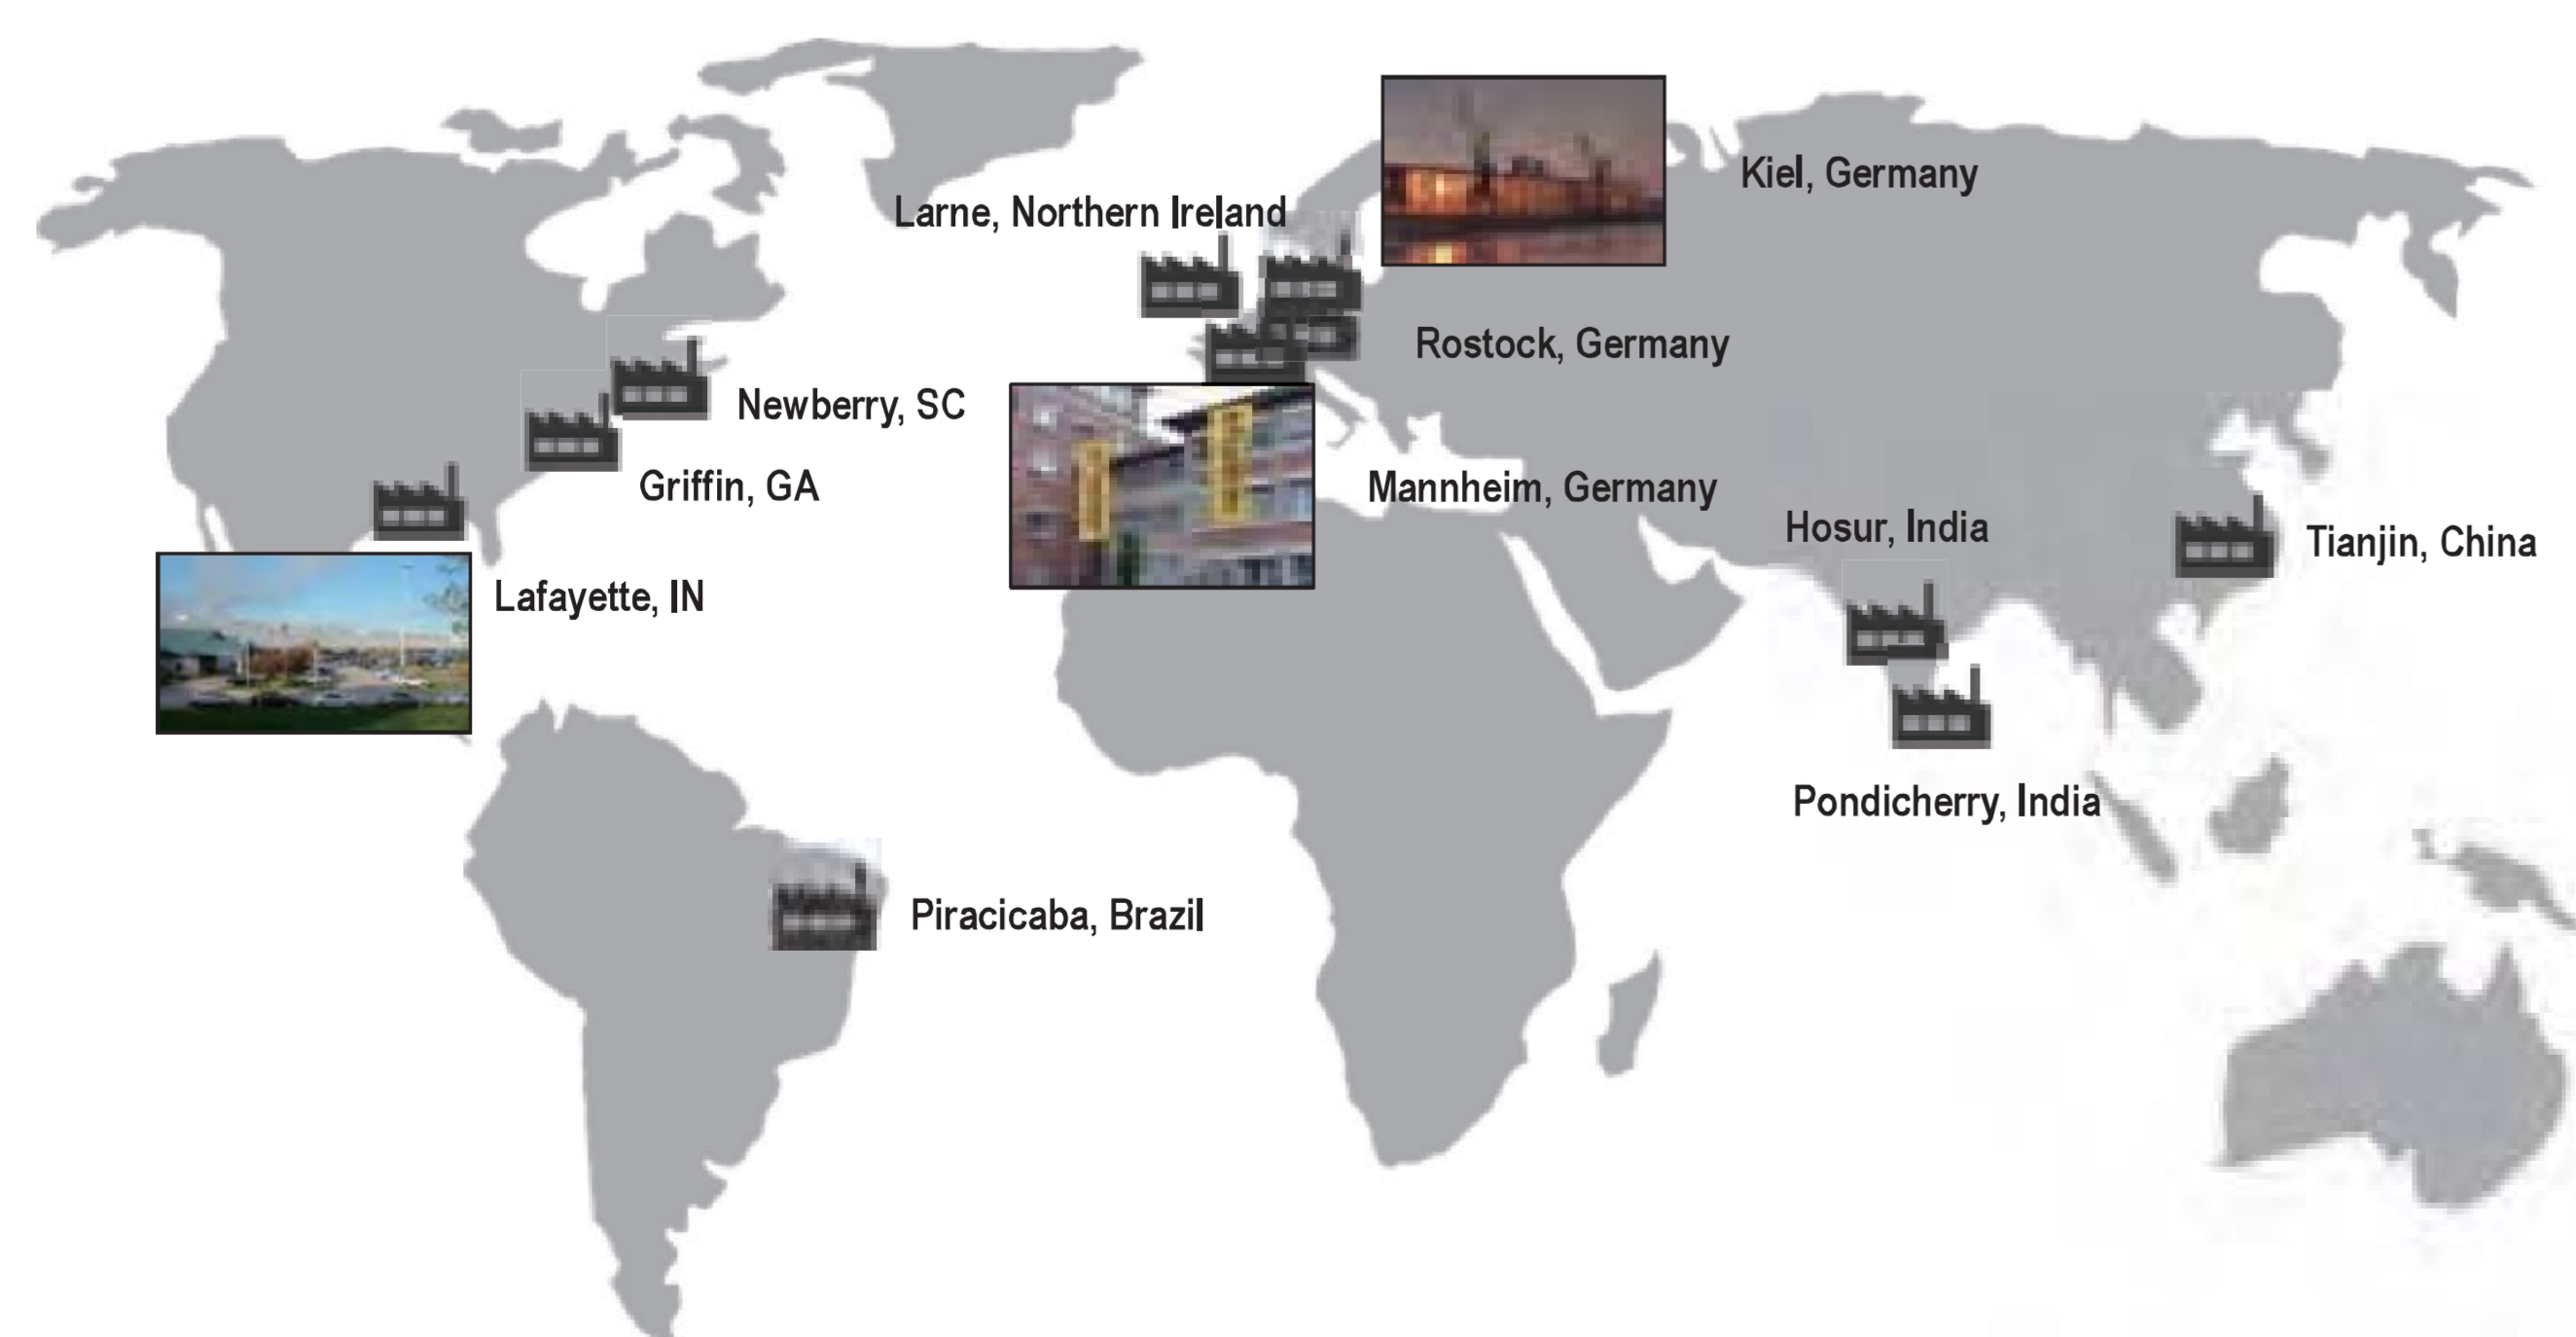 Kiel, Germany
Larne, Northern Ireland
Rostock, Germany
Newberry, SC
Griffin, GA
Mannheim, Germany
Hosur, India
Tianjin, China
Lafayette, IN
Pondicherry, India
Piracicaba, Brazil